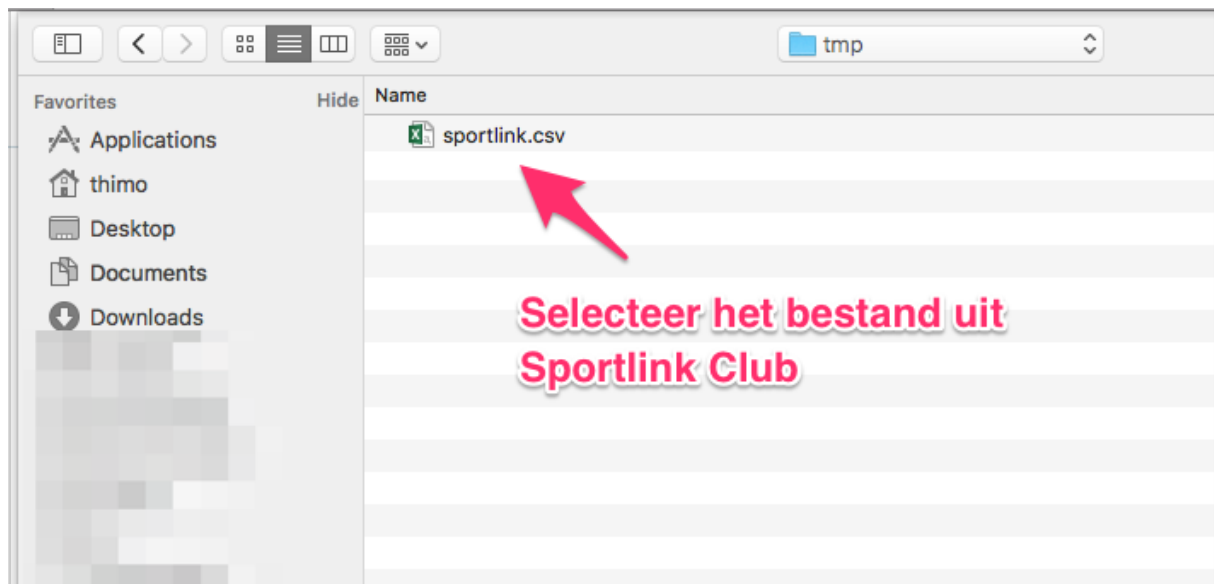 tmp
Favorites Hide
Name
Applications
sportlink.csv
thimo
Desktop
Documents
Downloads
Selecteer het bestand uit
Sportlink Club